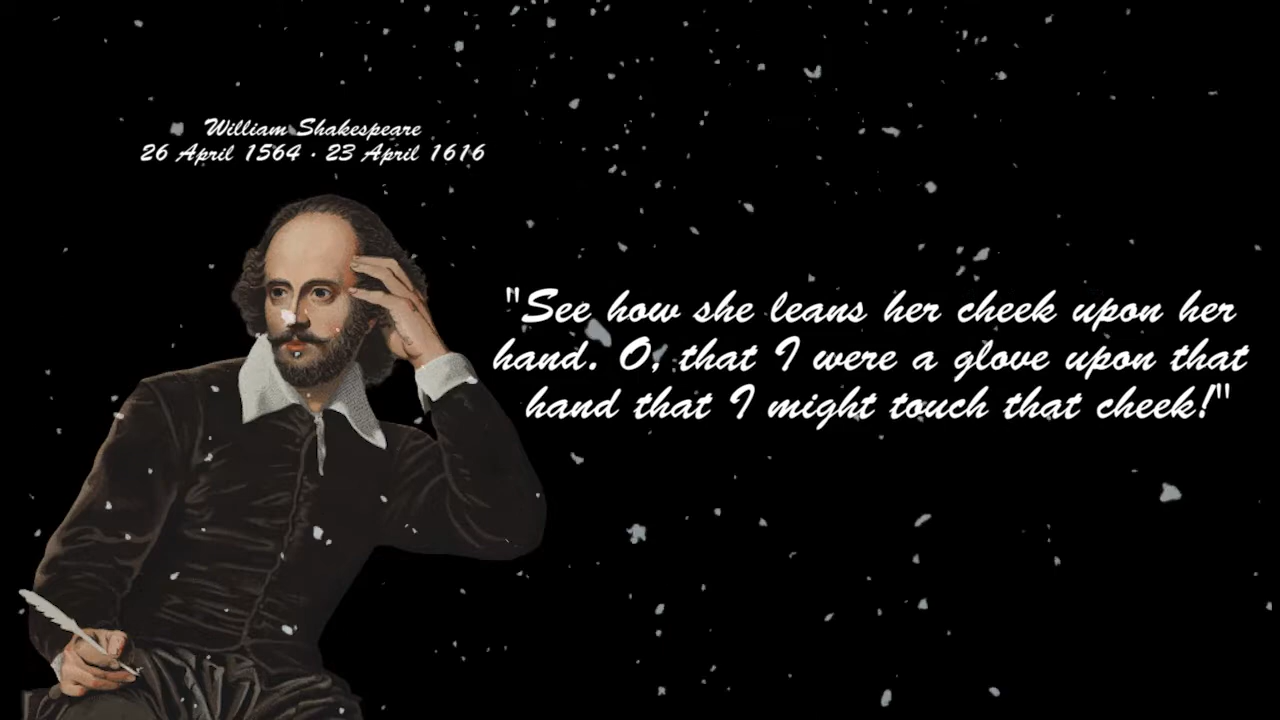 William Shakespeare
26 April 1564 · 23 April 1616
"See how she leans her cheek upon her
hand. O, that I were a glove upon that
hand that I might touch that cheek!"